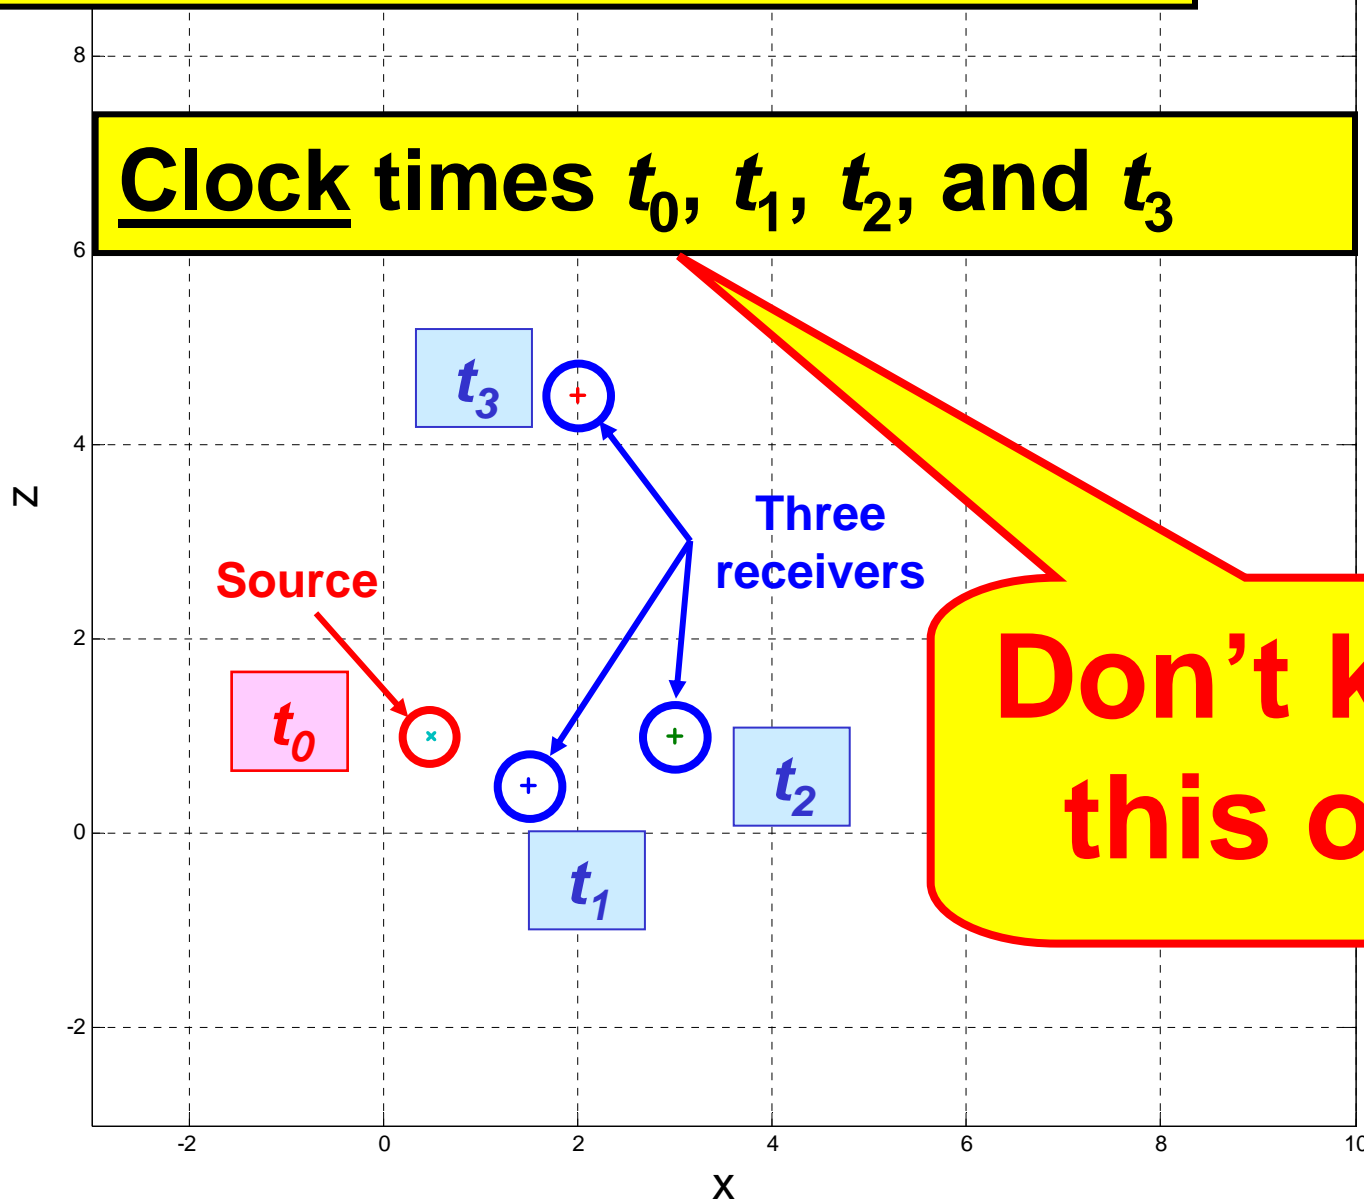 8
Clock times t0, t1, t2, and t3
6
t3
4
z
Three
receivers
Source
2
Don't
this
t0
t2
0
t1
-2
-2 0 2 4 6 8 10
x